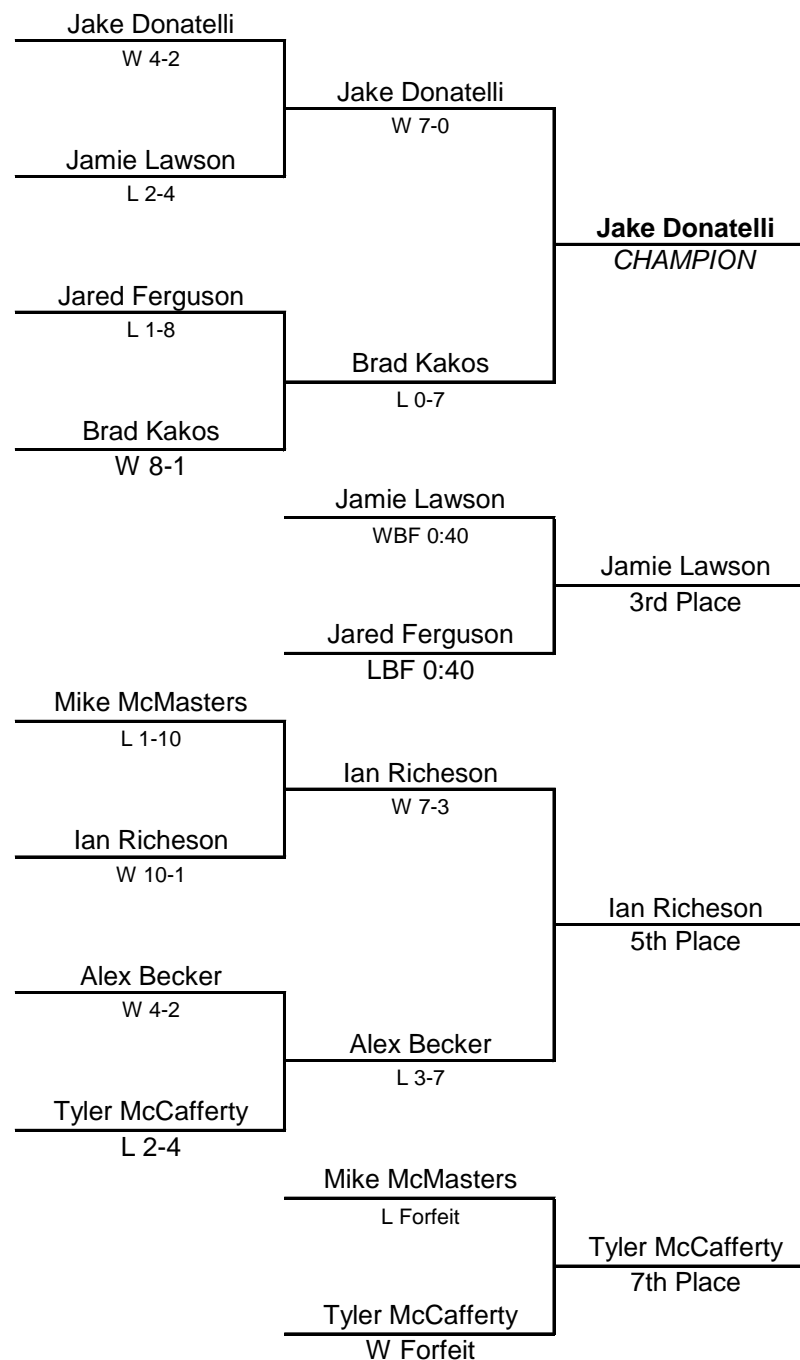 Jake Donatelli
W 4-2
Jake Donatelli
W 7-0
Jamie Lawson
L 2-4
Jake Donatelli
CHAMPION
Jared Ferguson
L 1-8
Brad Kakos
L 0-7
Brad Kakos
W 8-1
Jamie Lawson
WBF 0:40
Jamie Lawson
3rd Place
Jared Ferguson
LBF 0:40
Mike McMasters
L 1-10
Ian Richeson
W 7-3
Ian Richeson
W 10-1
Ian Richeson
5th Place
Alex Becker
W 4-2
Alex Becker
L 3-7
Tyler McCafferty
L 2-4
Mike McMasters
L Forfeit
Tyler McCafferty
7th Place
Tyler McCafferty
W Forfeit